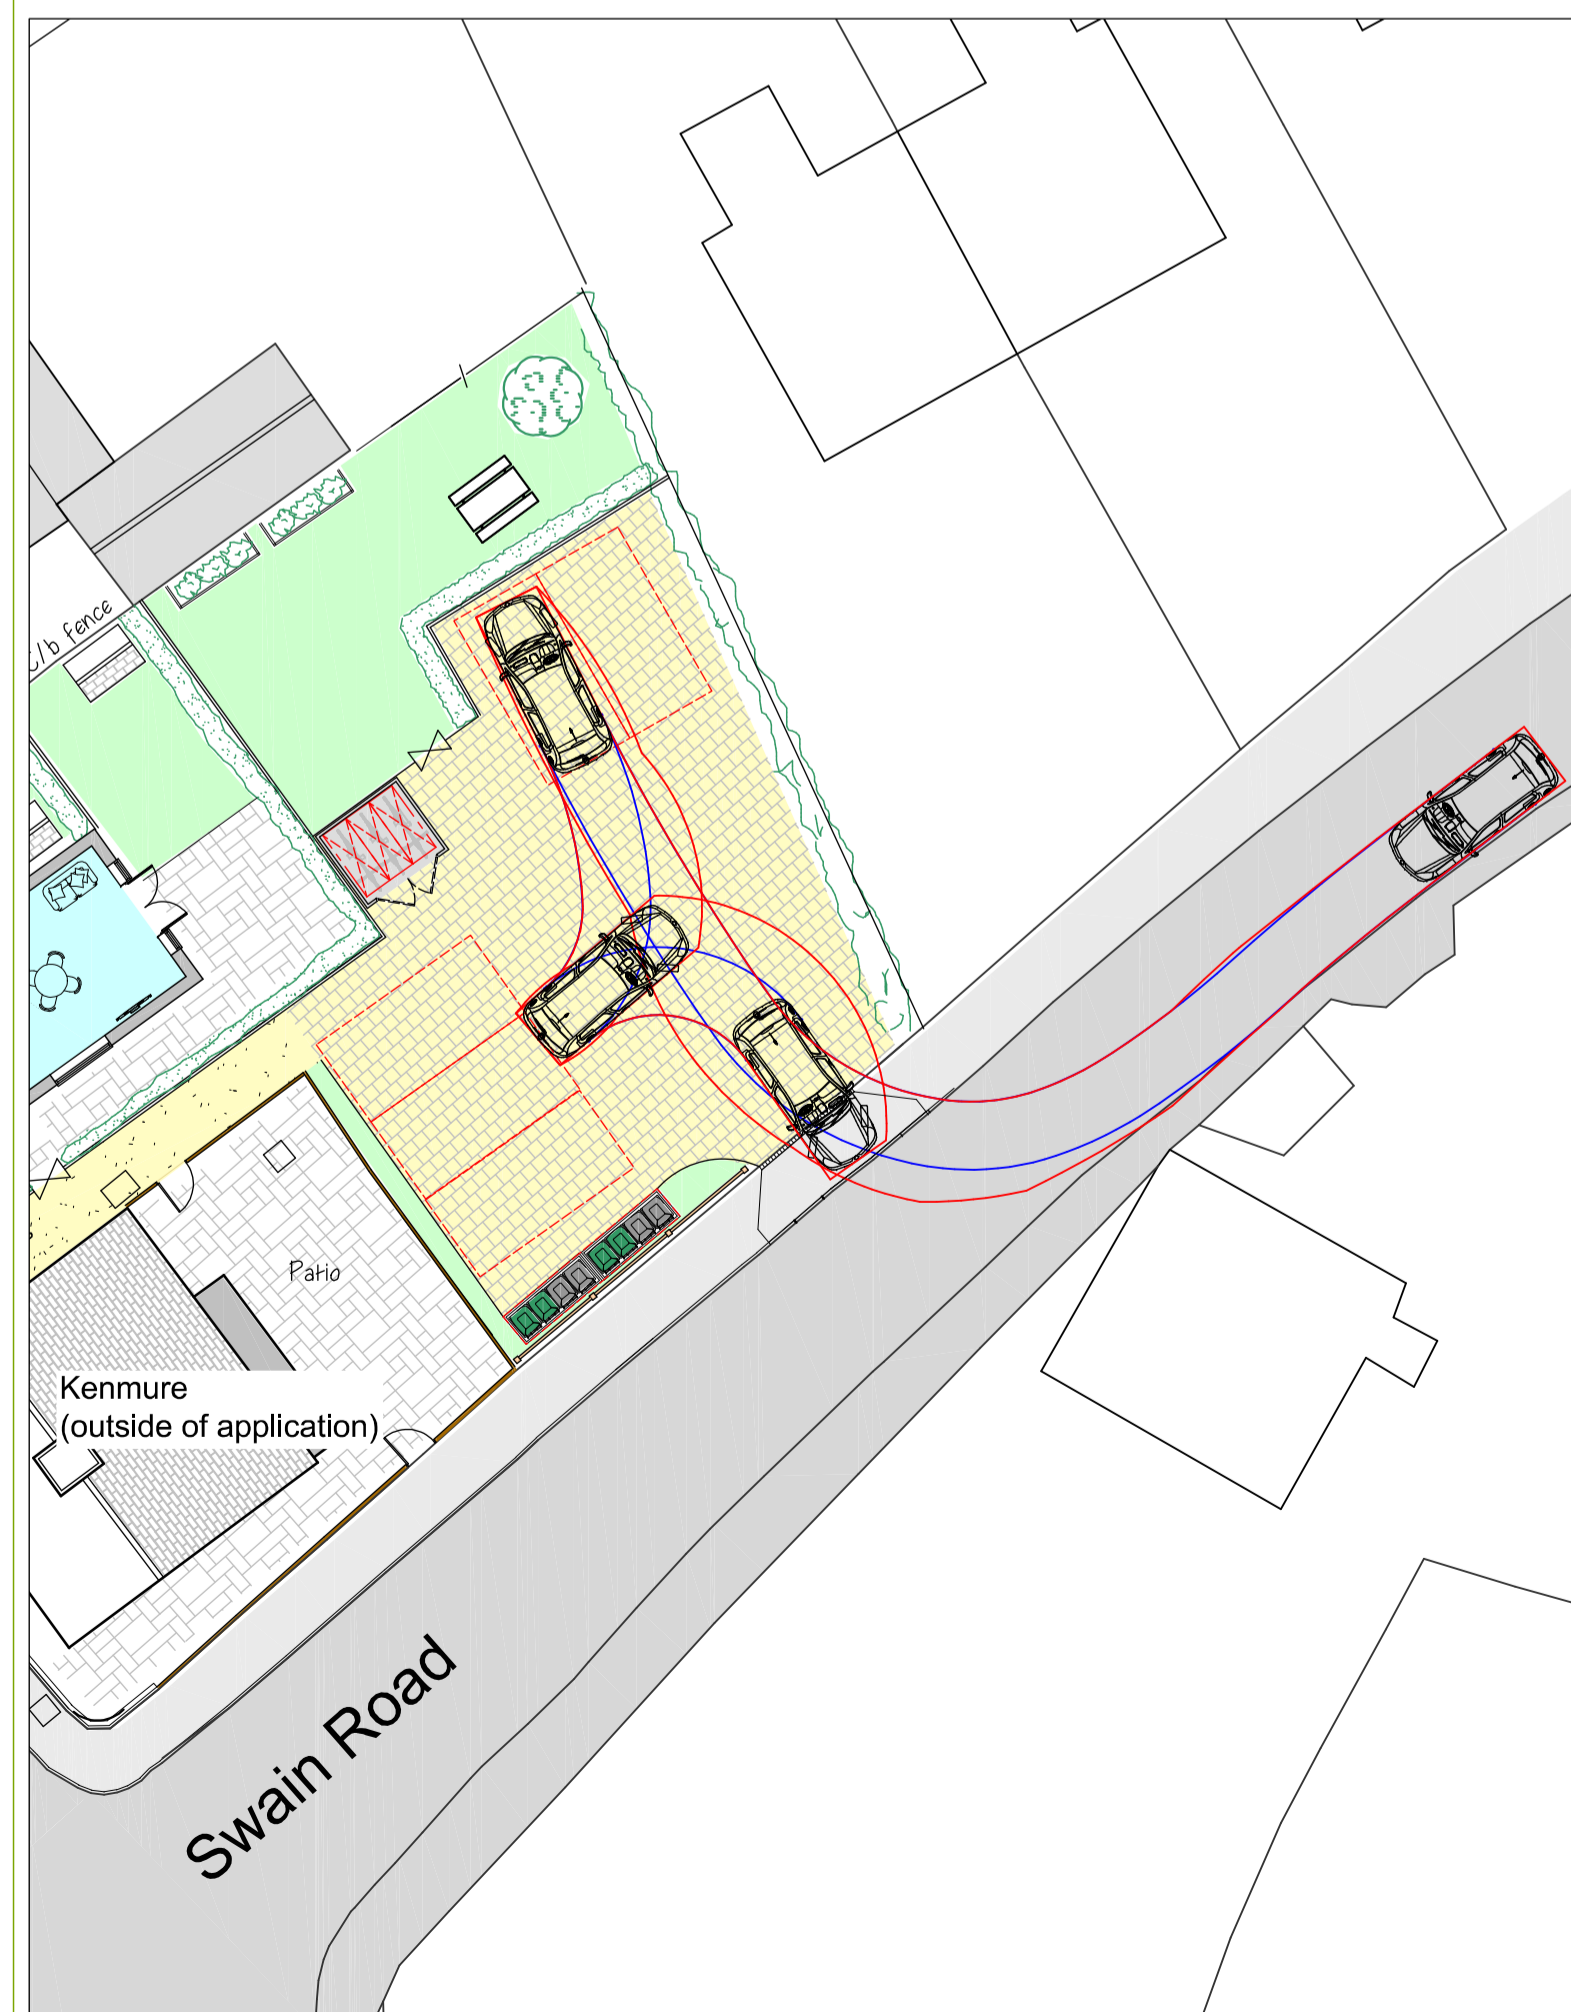 c/b fence
Patio
Kenmure
(outside of application)
Swain Road